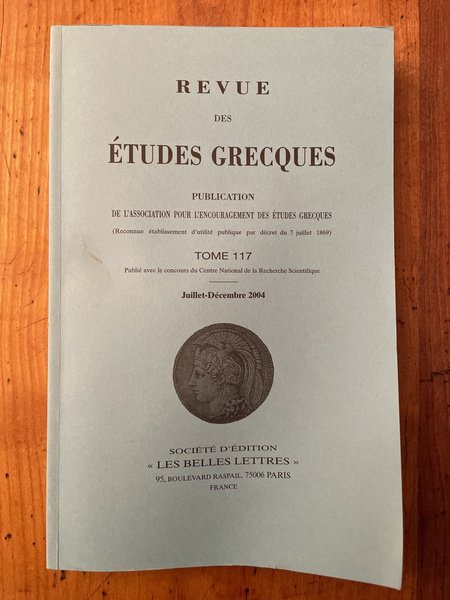 REVUE
DES
ÉTUDES GRECQUES
PUBLICATION
DE L'ASSOCIATION POUR L'ENCOURAGEMENT DES ÉTUDES GRECQUES
(Reconnue établissement d'utilité publique par décret du 7 juillet 1869)
TOME 117
Publié avec le concours du Centre National de la Recherche Scientifique
Juillet-Décembre 2004
SOCIÉTÉ D'ÉDITION
« LES BELLES LETTRES »
95, BOULEVARD RASPAIL, 75006 PARIS
FRANCE